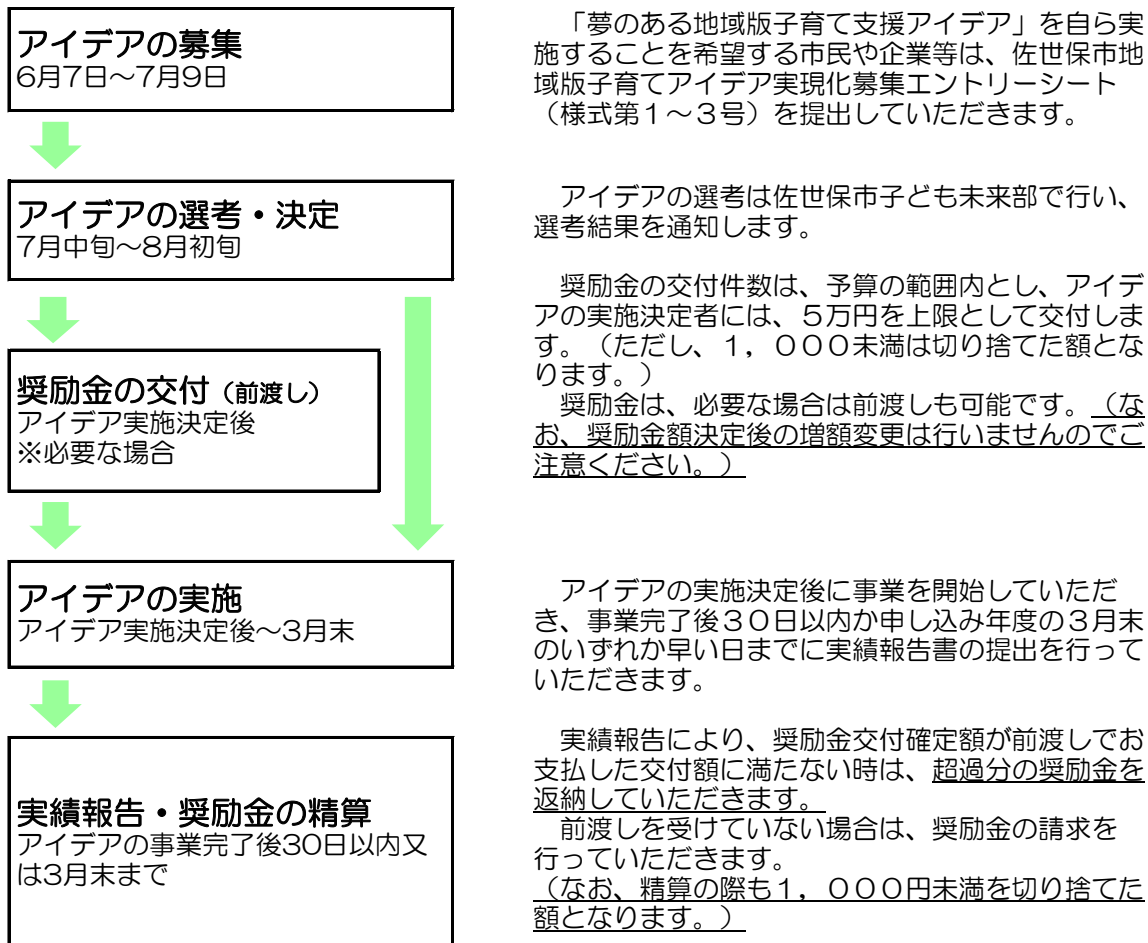 アイデアの募集
6月7日～7月9日
「夢のある地域版子育て支援アイデア」を自ら実
施することを希望する市民や企業等は、佐世保市地
域版子育てアイデア実現化募集エントリーシート
（様式第１～３号）を提出していただきます。
アイデアの選考・決定
7月中旬～8月初旬
アイデアの選考は佐世保市子ども未来部で行い、
選考結果を通知します。
奨励金の交付件数は、予算の範囲内とし、アイデ
アの実施決定者には、５万円を上限として交付しま
す。（ただし、１，０００未満は切り捨てた額とな
ります。）
奨励金は、必要な場合は前渡しも可能です。（な
お、奨励金額決定後の増額変更は行いませんのでご
注意ください。）
奨励金の交付（前渡し）
アイデア実施決定後
※必要な場合
アイデアの実施
アイデア実施決定後～3月末
アイデアの実施決定後に事業を開始していただ
き、事業完了後３０日以内か申し込み年度の３月末
のいずれか早い日までに実績報告書の提出を行って
いただきます。
実績報告・奨励金の精算
アイデアの事業完了後30日以内又
は3月末まで
実績報告により、奨励金交付確定額が前渡しでお
支払した交付額に満たない時は、超過分の奨励金を
返納していただきます。
前渡しを受けていない場合は、奨励金の請求を
行っていただきます。
（なお、精算の際も１，０００円未満を切り捨てた
額となります。）